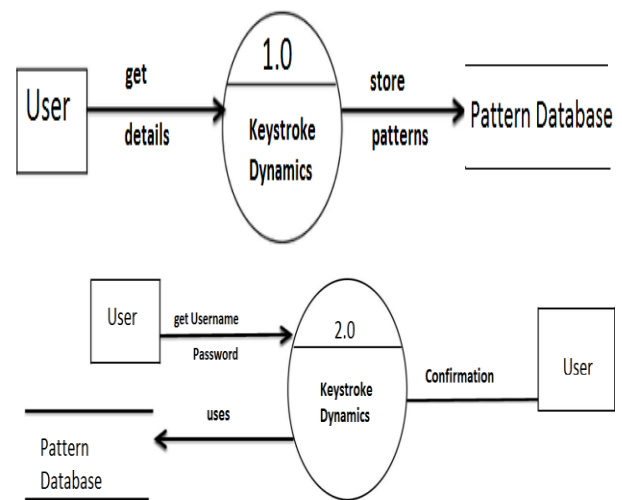 User
get
details
1.0
Keystroke
Dynamics
store
patterns
Pattern Database
User
get Username
Password
2.0
Keystroke
Dynamics
Confirmation
User
uses
Pattern
Database